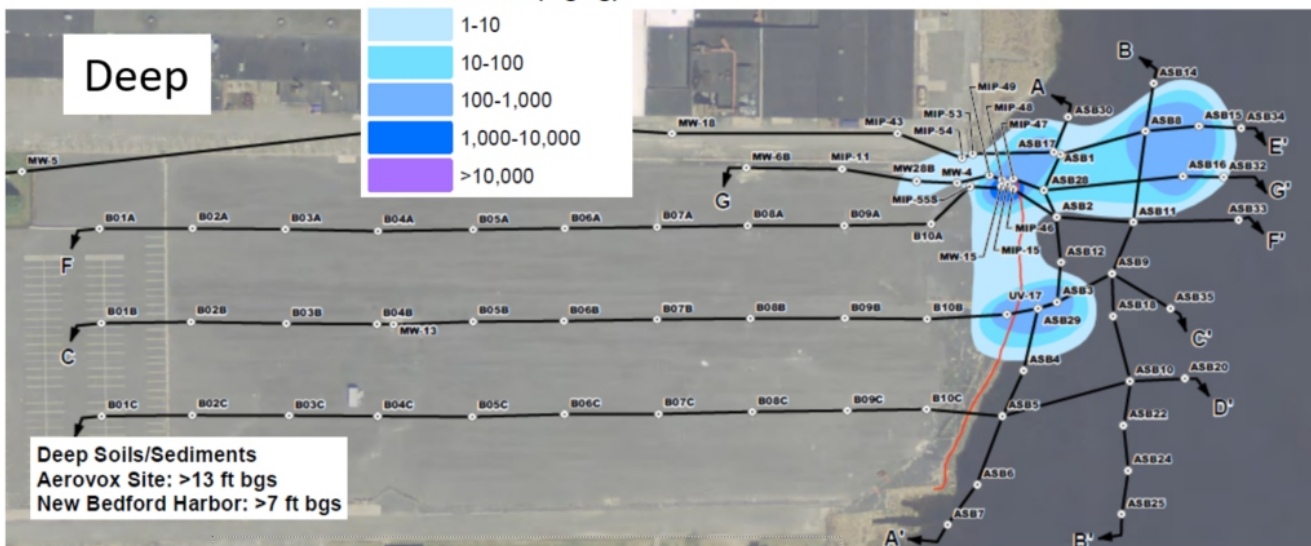 Deep
1-10
10-100
100-1,000
1,000-10,000
>10,000
B
ASB14
A
MIP-49
MIP-48
MIP-47
MIP-53
MIP-54
MIP-43
MW-18
ASB30
ASB8
ASB15
ASB34
E'
ASB17
ASB1
MW-5
MW-6B
MIP-11
MW28B
MW-4
G
MIP-55S
ASB28
ASB16
ASB32
G'
B01A
B02A
B03A
B04A
B05A
B06A
B07A
B08A
B09A
B10A
ASB2
ASB11
ASB33
F'
F
MW-15
MIP-15
MIP-46
ASB12
ASB9
B01B
B02B
B03B
B04B
MW-13
B05B
B06B
B07B
B08B
B09B
B10B
UV-17
ASB3
ASB29
ASB18
ASB35
C'
C
ASB4
ASB10
ASB20
D'
B01C
B02C
B03C
B04C
B05C
B06C
B07C
B08C
B09C
B10C
ASB5
ASB22
Deep Soils/Sediments
Aerovox Site: >13 ft bgs
New Bedford Harbor: >7 ft bgs
ASB6
ASB24
ASB7
ASB25
A'
B'